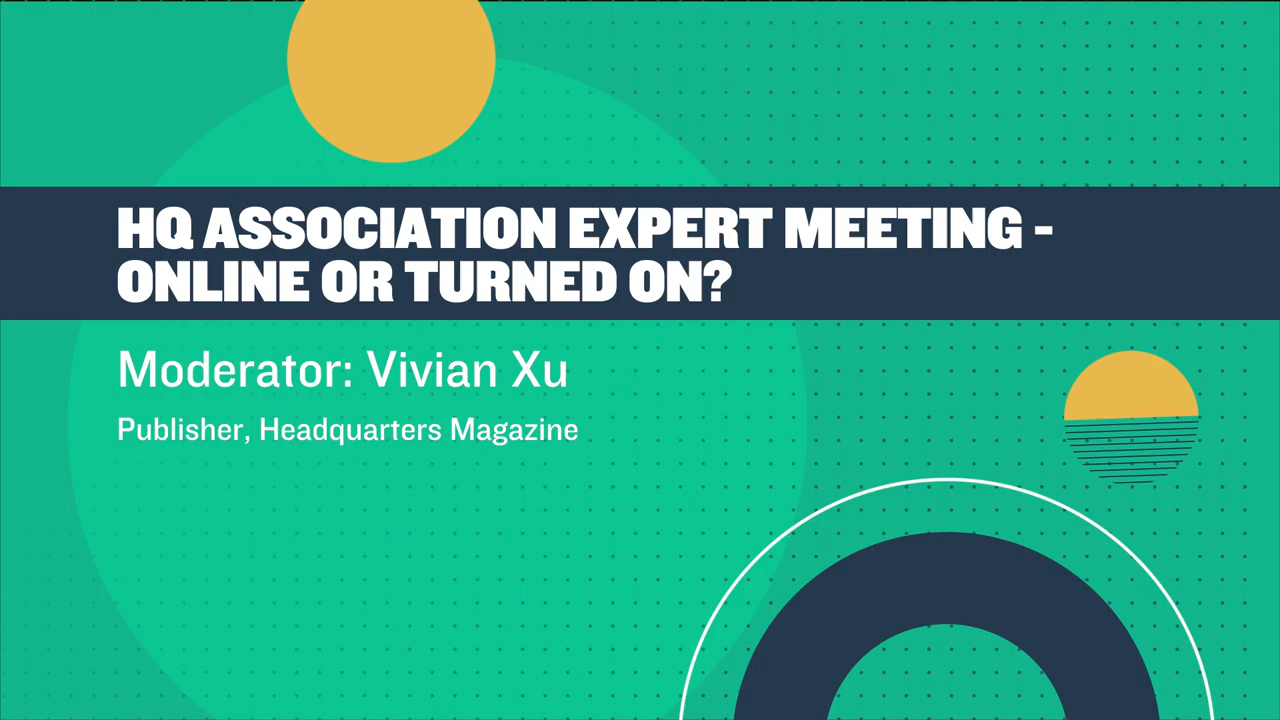 HQ ASSOCIATION EXPERT MEETING -
ONLINE OR TURNED ON?
Moderator: Vivian Xu
Publisher, Headquarters Magazine